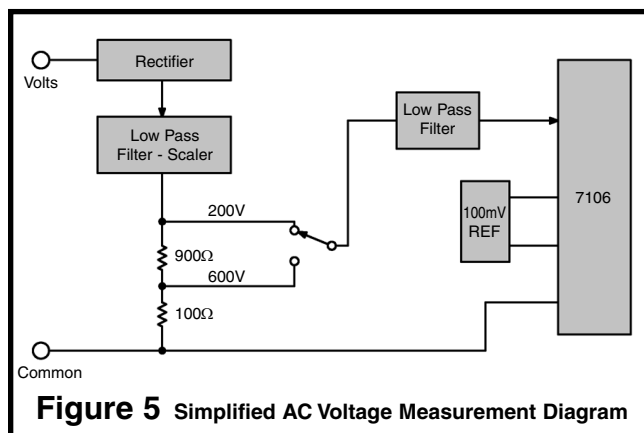 Rectifier
Volts
Low Pass
Filter - Scaler
Low Pass
Filter
7106
100mV
REF
200V
900Ω
600V
100Ω
Common
Figure 5 Simplified AC Voltage Measurement Diagram